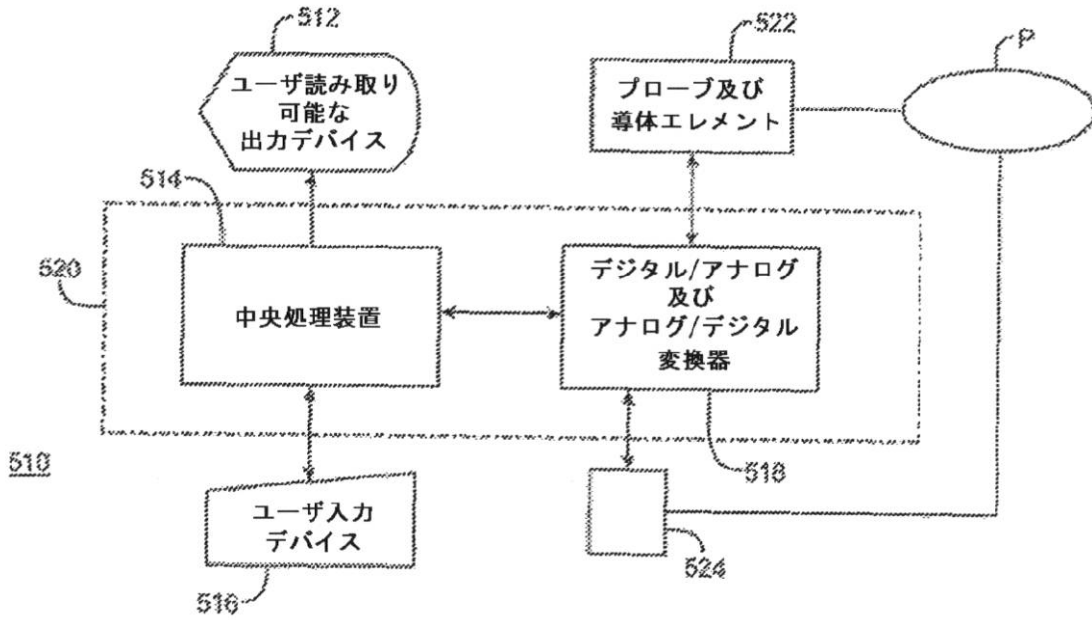 512
522
P
ユーザ読み取り
可能な
出力デバイス
プローブ及び
導体エレメント
514
520
中央処理装置
デジタル/アナログ
及び
アナログ/デジタル
変換器
510
518
ユーザ入力
デバイス
524
516